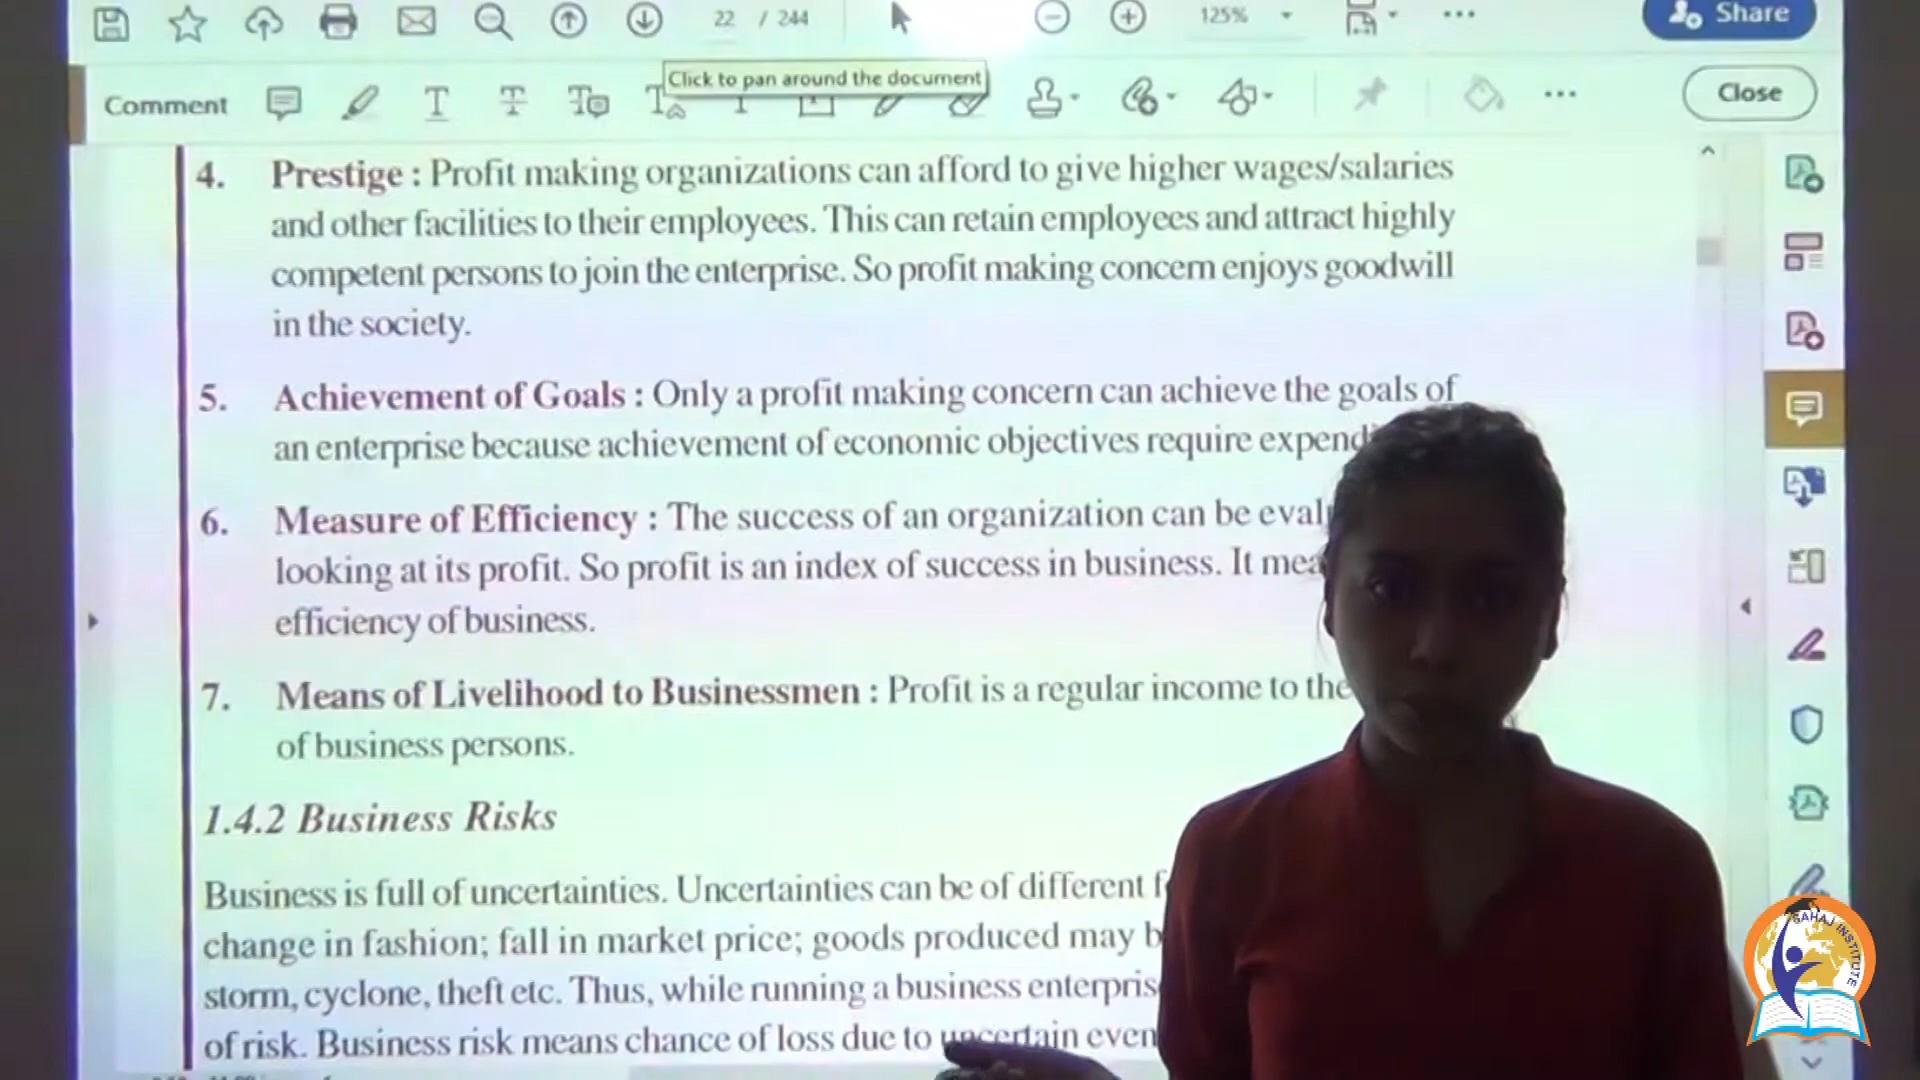 22 / 244
125%
Share
Click to pan around the document
Comment
Close
4. Prestige : Profit making organizations can afford to give higher wages/salaries
and other facilities to their employees. This can retain employees and attract highly
competent persons to join the enterprise. So profit making concern enjoys goodwill
in the society.
5. Achievement of Goals : Only a profit making concern can achieve the goals of
an enterprise because achievement of economic objectives require
6. Measure of Efficiency : The success of an organization can be
looking at its profit. So profit is an index of success in business. It
efficiency of business.
7. Means of Livelihood to Businessmen : Profit is a regular income to the
of business persons.
1.4.2 Business Risks
Business is full of uncertainties. Uncertainties can be of different
change in fashion; fall in market price; goods produced may
storm, cyclone, theft etc. Thus, while running a business
of risk. Business risk means chance of loss due to uncertain
SAHAJ INSTITUTE